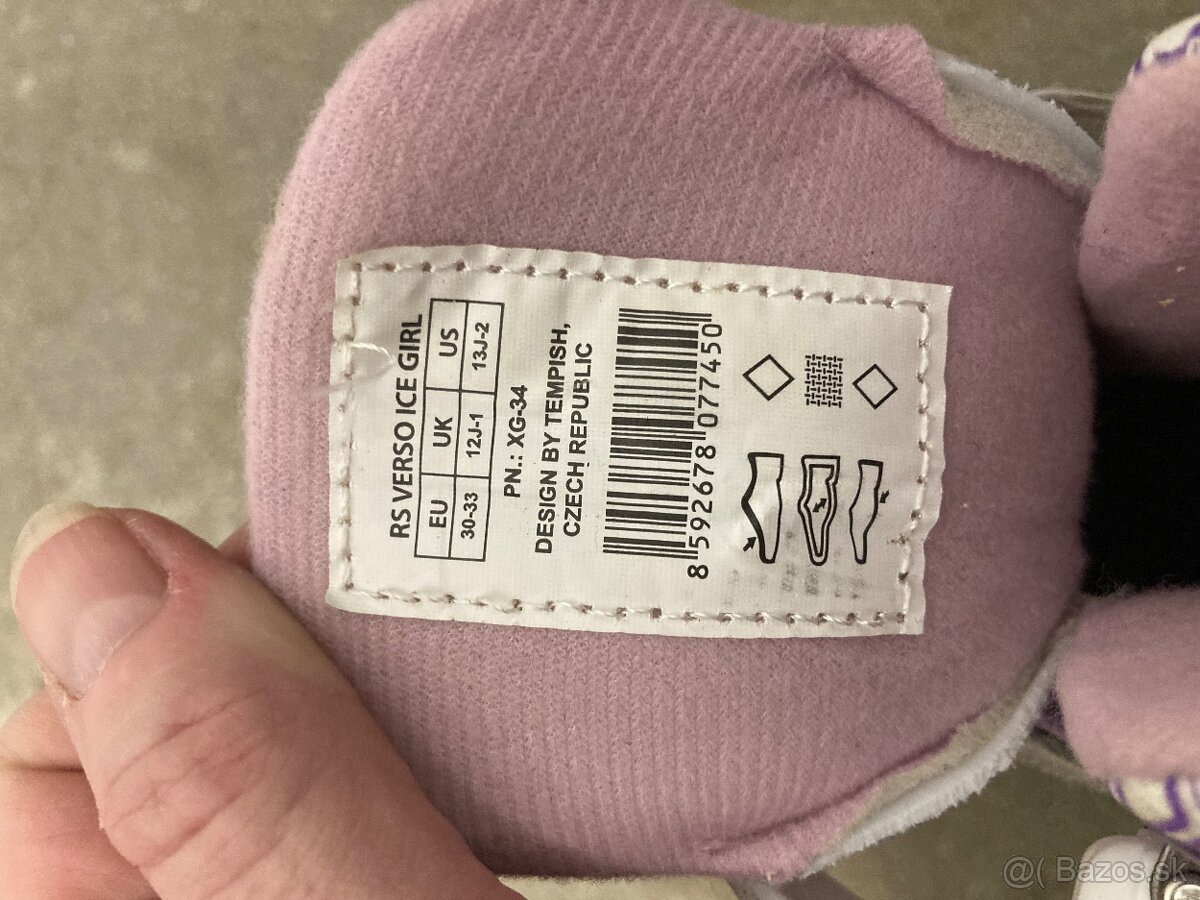 RS VERSO ICE GIRL
EU UK US
30-33 12J-1 13J-2
PN.: XG-34
DESIGN BY TEMPISH,
CZECH REPUBLIC
8 592678 077450
@( Bazos.sk